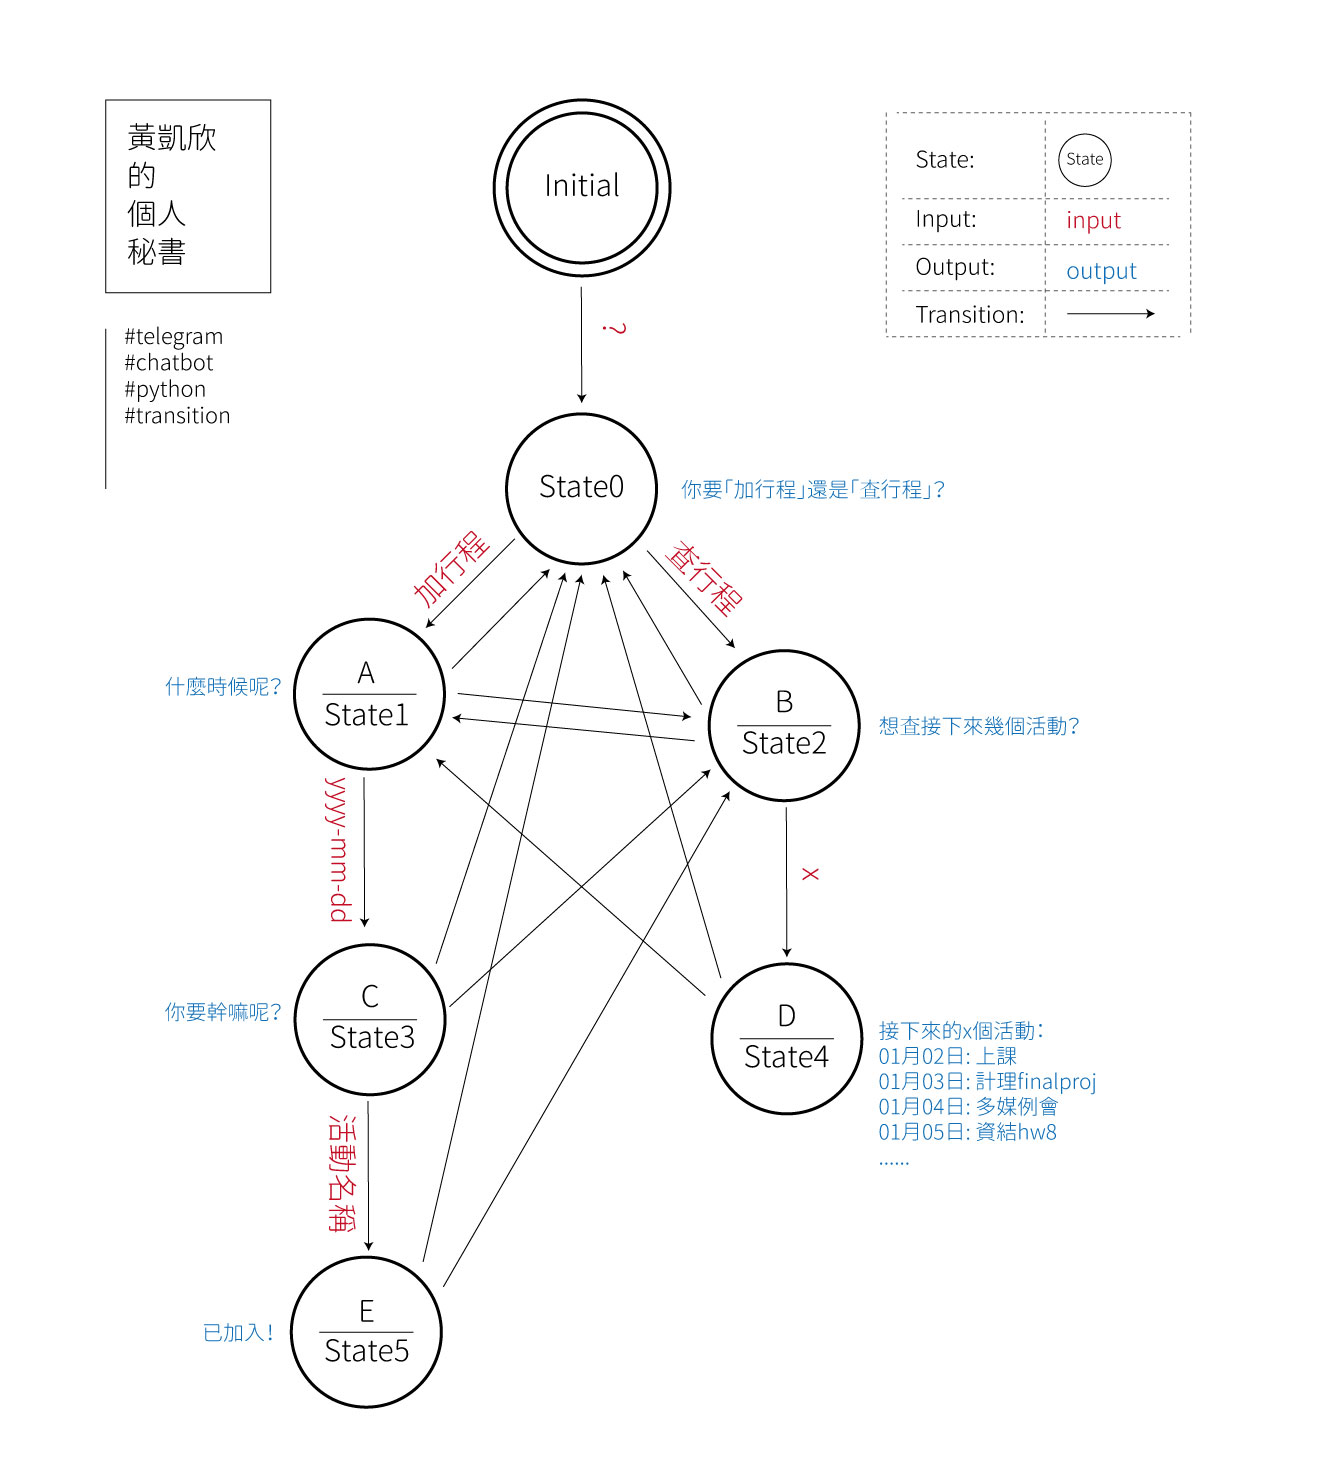 黃凱欣
的
個人
秘書
#telegram
#chatbot
#python
#transition
State:
State
Input:
input
Output:
output
Transition:
Initial
?
State0
你要「加行程」還是「查行程」?
加行程
查行程
A
State1
什麼時候呢?
B
State2
想查接下來幾個活動?
yyyy-mm-dd
x
C
State3
你要幹嘛呢?
D
State4
接下來的x個活動:
01月02日: 上課
01月03日: 計理finalproj
01月04日: 多媒例會
01月05日: 資結hw8
......
活動名稱
E
State5
已加入!